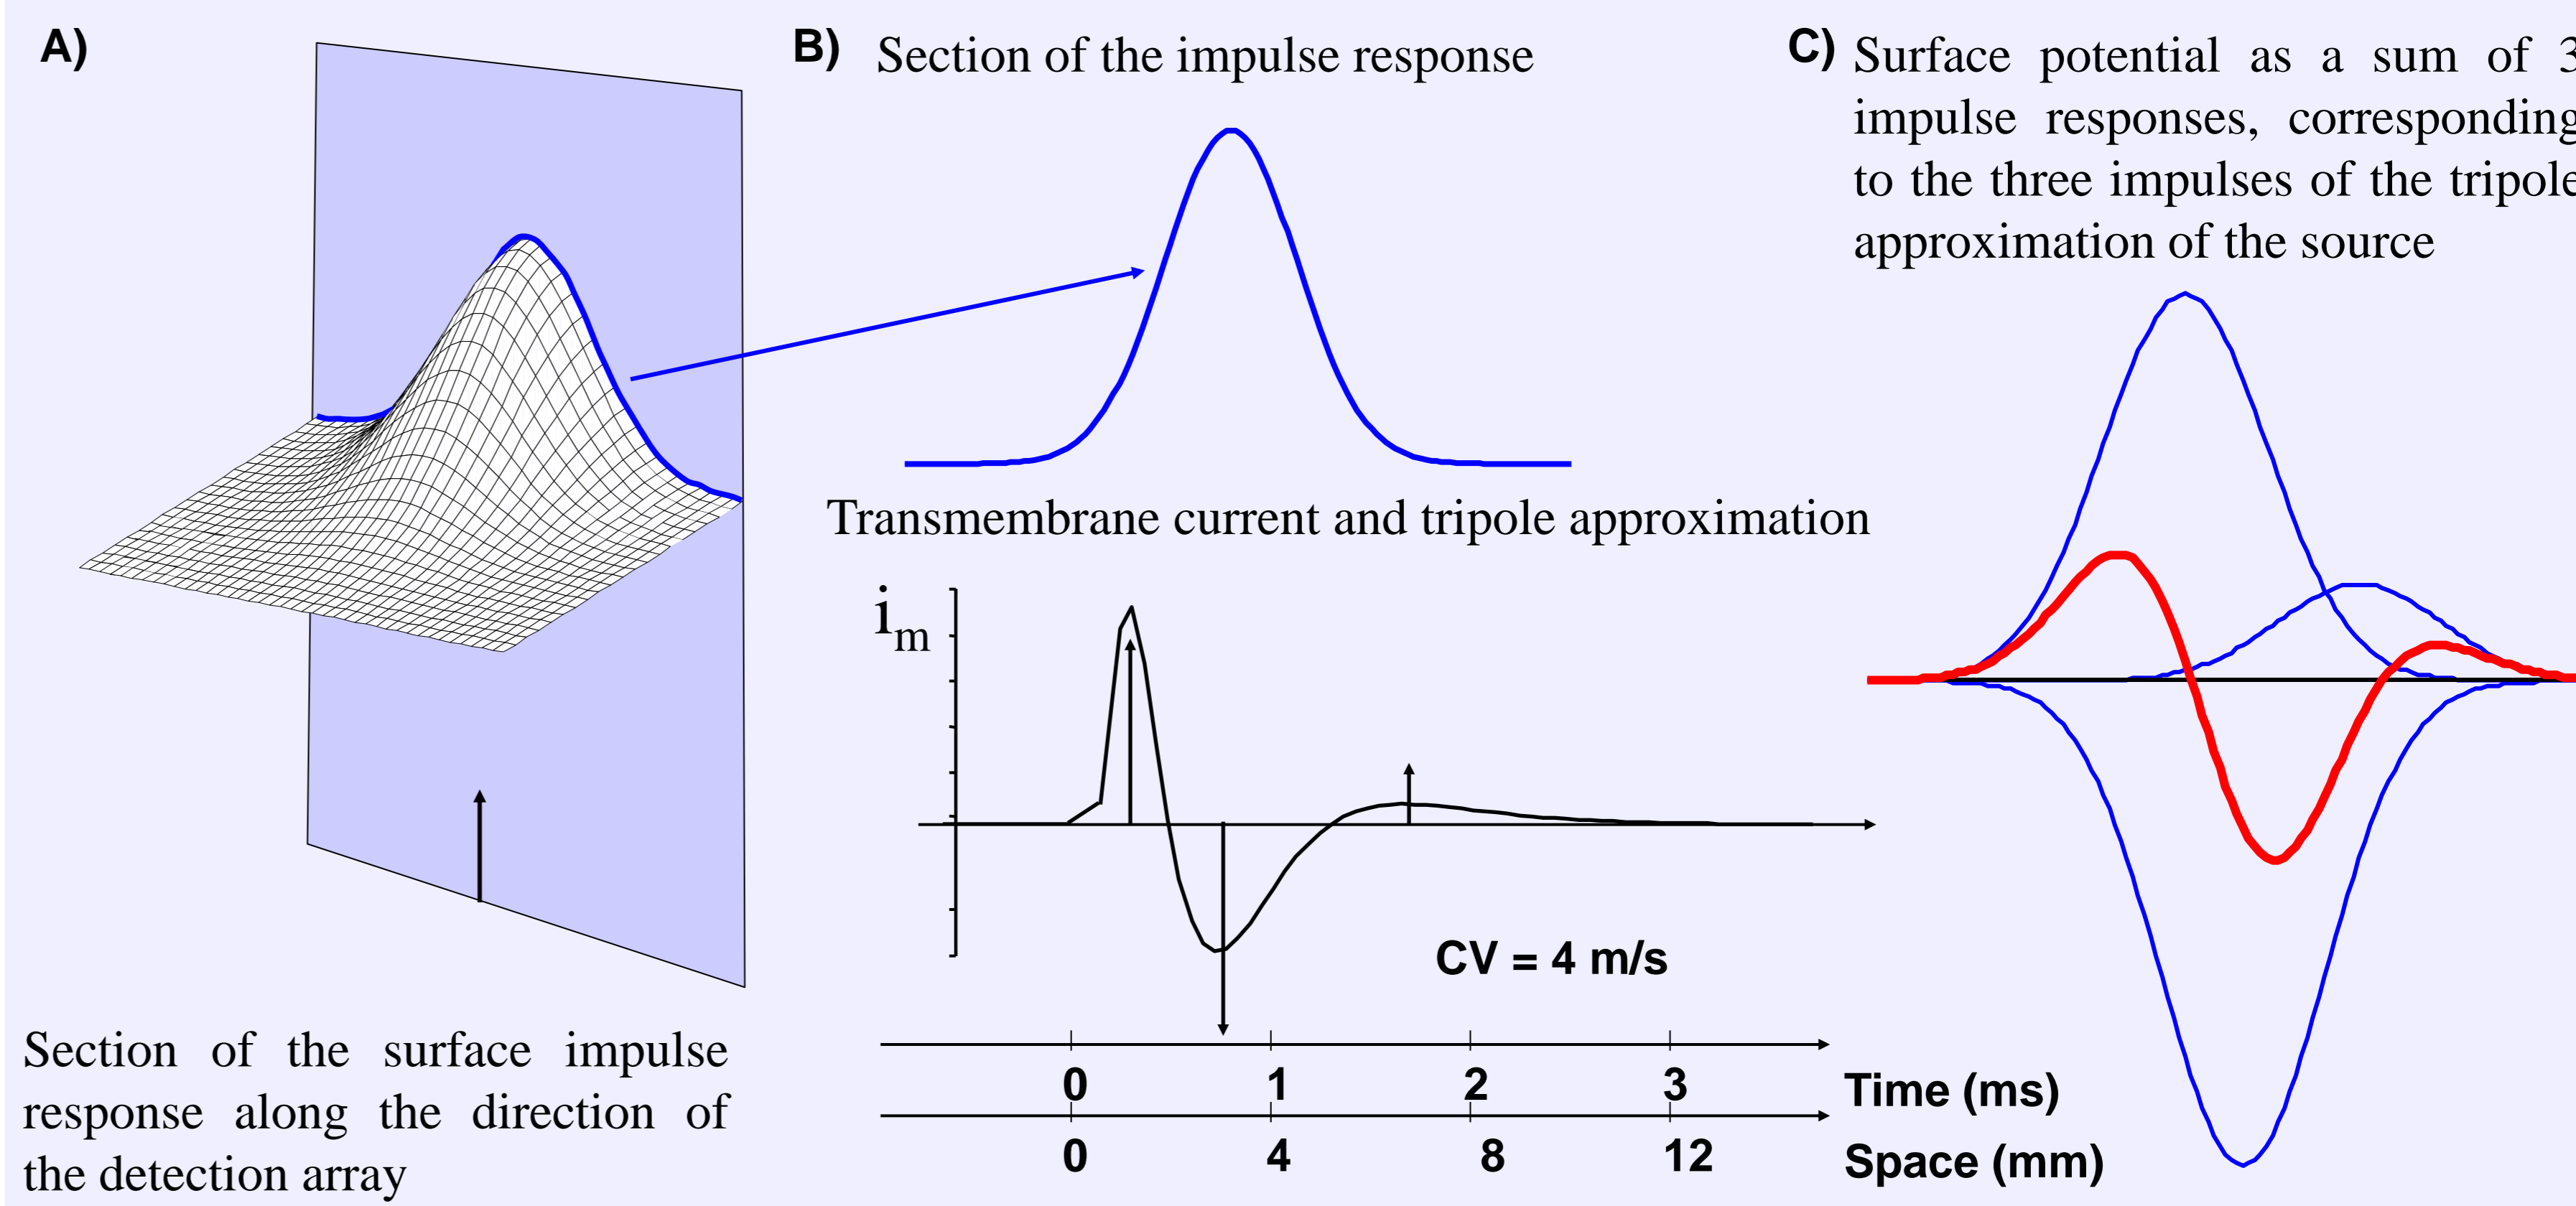 A)
Section of the surface impulse
response along the direction of
the detection array
B) Section of the impulse response
Transmembrane current and tripole approximation
im
CV = 4 m/s
0 1 2 3 Time (ms)
0 4 8 12 Space (mm)
C) Surface potential as a sum of 3
impulse responses, corresponding
to the three impulses of the tripole
approximation of the source